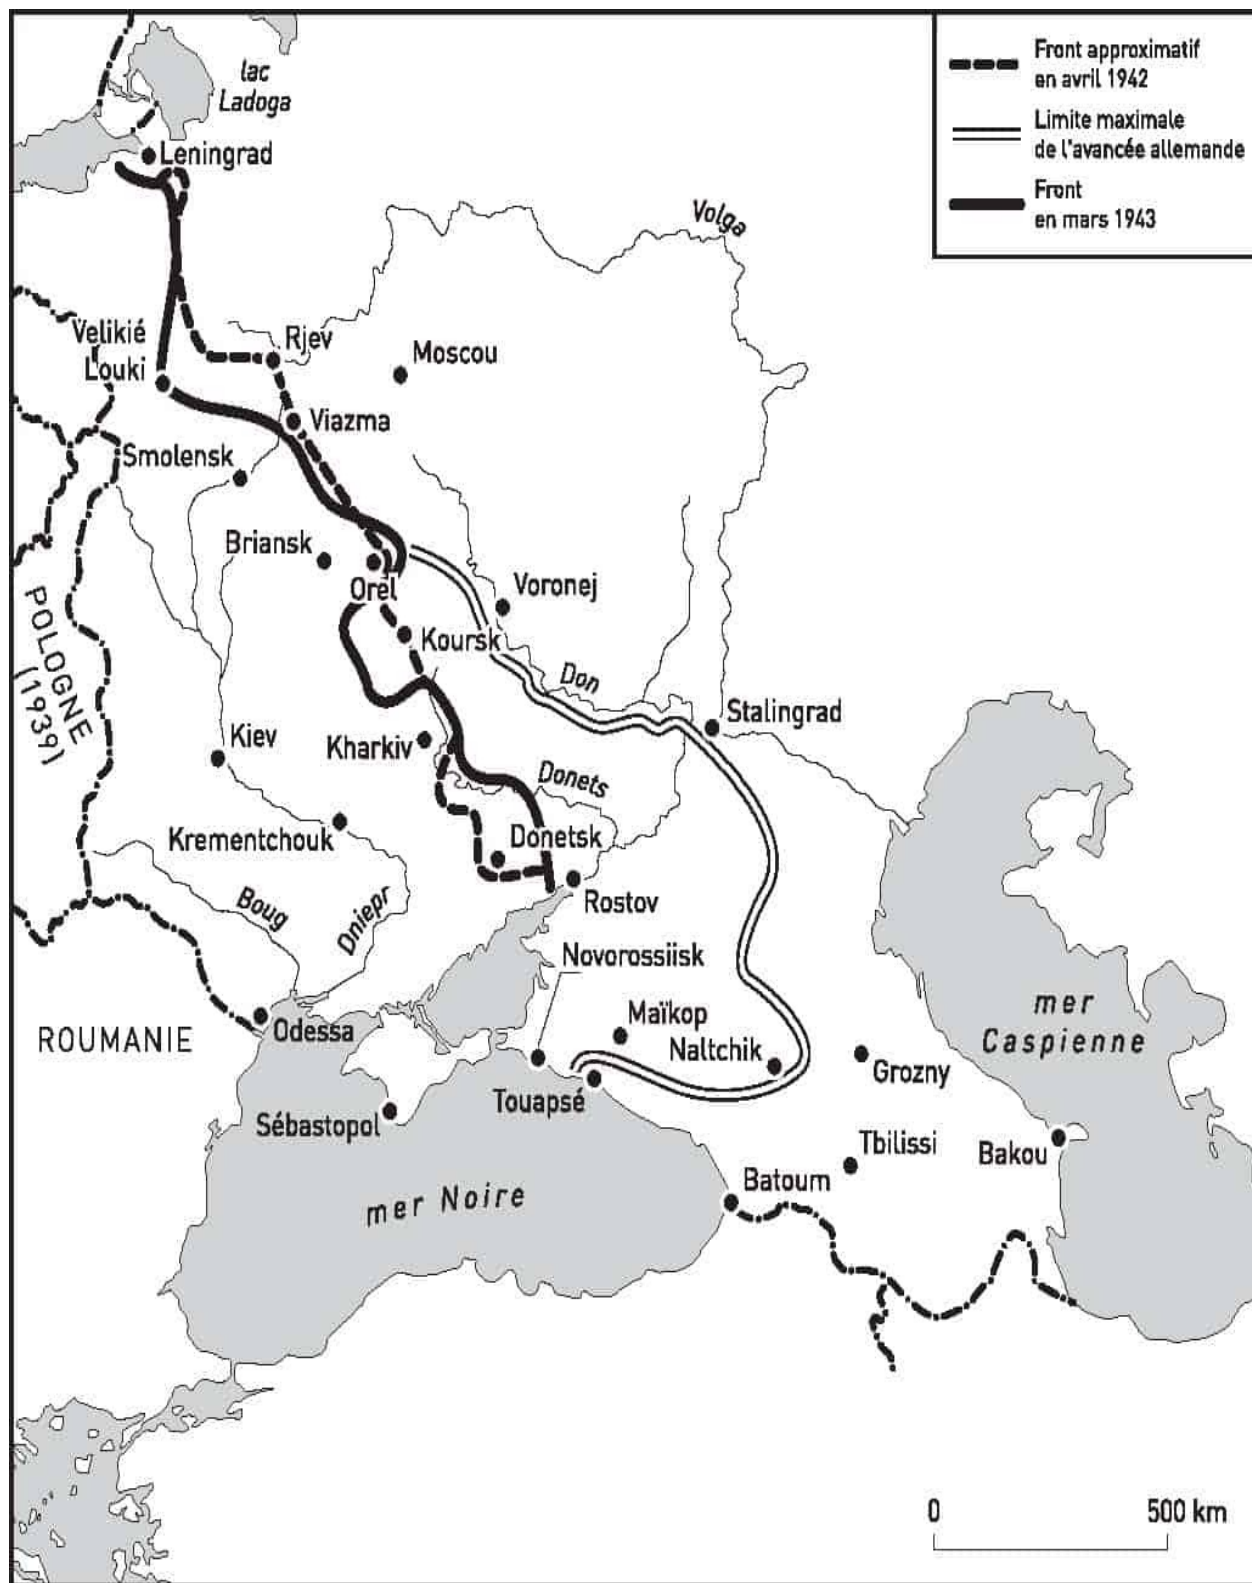 lac
Ladoga
Leningrad
Front approximatif
en avril 1942
Limite maximale
de l'avancée allemande
Front
en mars 1943
Volga
Velikié
Louki
Rjev
Moscou
Viazma
Smolensk
Briansk
Orel
Voronej
Koursk
POLOGNE
(1939)
Don
Stalingrad
Kiev
Kharkiv
Donets
Krementchouk
Donetsk
Boug
Dniepr
Rostov
Novorossiisk
ROUMANIE
Odessa
Maïkop
Naltchik
mer
Caspienne
Grozny
Touapsé
Sébastopol
Tbilissi
Bakou
Batoum
mer Noire
0 500 km